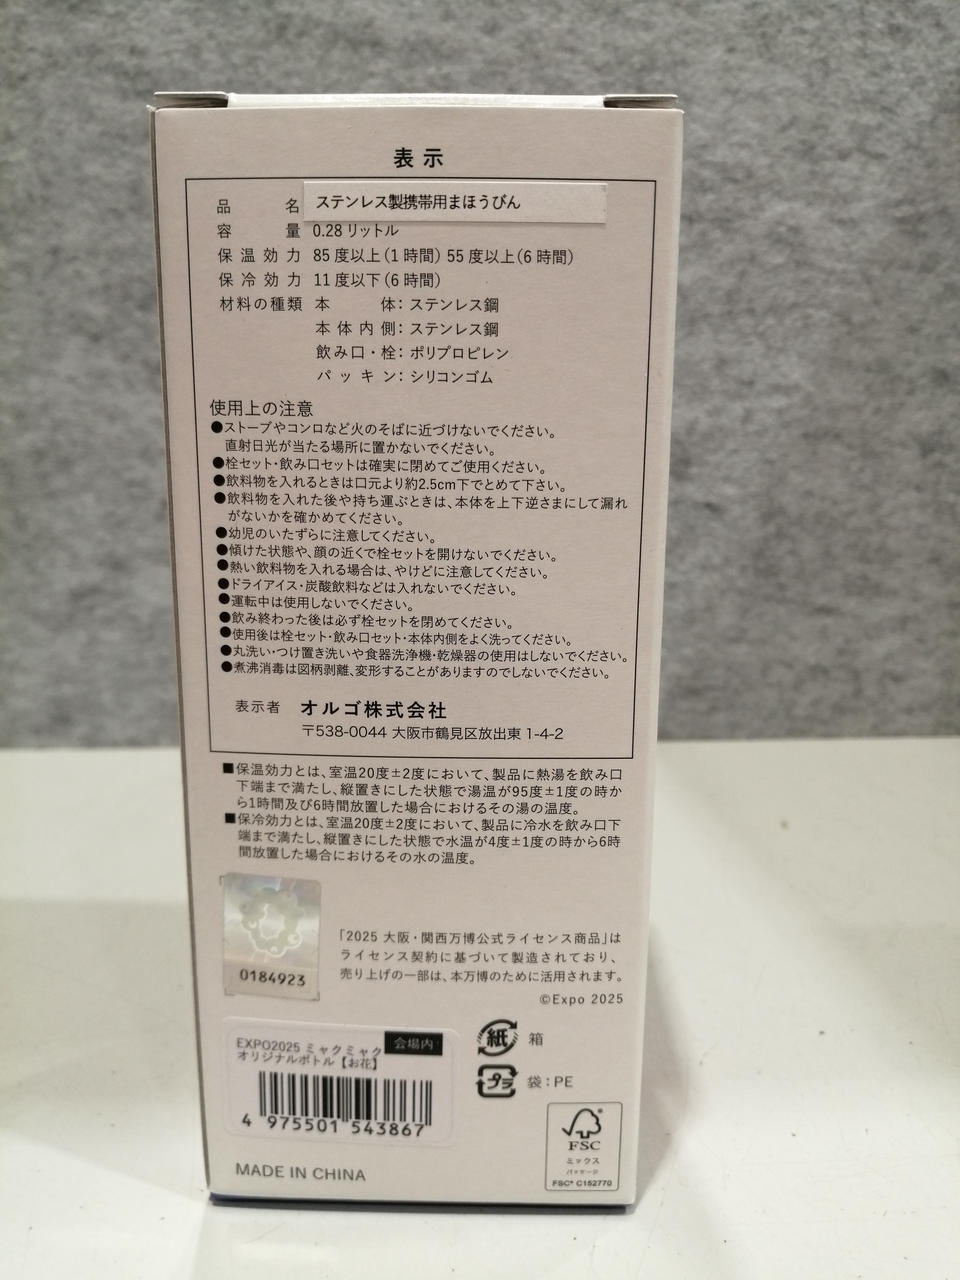 表示
品名 ステンレス製携帯用まほうびん
容量 0.28リットル
保温効力 85度以上(1時間) 55度以上(6時間)
保冷効力 11度以下(6時間)
材料の種類 本体: ステンレス鋼
本体内側: ステンレス鋼
飲み口・栓: ポリプロピレン
パッキン: シリコンゴム
使用上の注意
●ストーブやコンロなど火のそばに近づけないでください。
直射日光が当たる場所に置かないでください。
●栓セット・飲み口セットは確実に閉めてご使用ください。
●飲料物を入れるときは口元より約2.5cm下でとめて下さい。
●飲料物を入れた後や持ち運ぶときは、本体を上下逆さまにして漏れ
がないかを確かめてください。
●幼児のいたずらに注意してください。
●傾けた状態や、顔の近くで栓セットを開けないでください。
●熱い飲料物を入れる場合は、やけどに注意してください。
●ドライアイス・炭酸飲料などは入れないでください。
●運転中は使用しないでください。
●飲み終わった後は必ず栓セットを閉めてください。
●使用後は栓セット・飲み口セット・本体内側をよく洗ってください。
●丸洗い・つけ置き洗いや食器洗浄機・乾燥器の使用はしないでください。
●煮沸消毒は図柄剥離、変形することがありますのでしないでください。
表示者 オルゴ株式会社
〒538-0044 大阪市鶴見区放出東 1-4-2
■保温効力とは、室温20度±2度において、製品に熱湯を飲み口
下端まで満たし、縦置きにした状態で湯温が95度±1度の時か
ら1時間及び6時間放置した場合におけるその湯の温度。
■保冷効力とは、室温20度±2度において、製品に冷水を飲み口下
端まで満たし、縦置きにした状態で水温が4度±1度の時から6時
間放置した場合におけるその水の温度。
0184923
「2025 大阪・関西万博公式ライセンス商品」は
ライセンス契約に基づいて製造されており、
売り上げの一部は、本万博のために活用されます。
©Expo 2025
EXPO2025 ミャクミャク
オリジナルボトル【お花】
会場内
4 975501 543867
紙 箱
プラ 袋:PE
FSC
ミックス
パッケージ
FSC® C152770
MADE IN CHINA